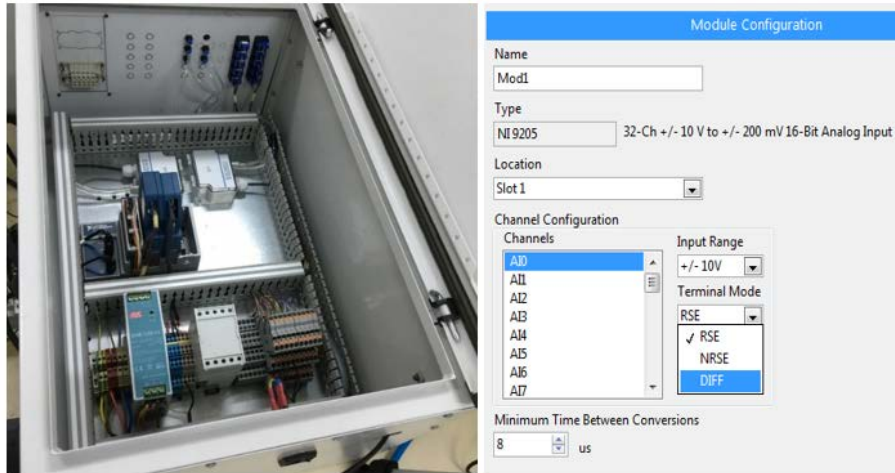 Module Configuration
Name
Mod1
Type
NI 9205
32-Ch +/- 10 V to +/- 200 mV 16-Bit Analog Input
Location
Slot 1
Channel Configuration
Channels
AI0
AI1
AI2
AI3
AI4
AI5
AI6
AI7
Input Range
+/- 10V
Terminal Mode
RSE
✓ RSE
NRSE
DIFF
Minimum Time Between Conversions
8
us